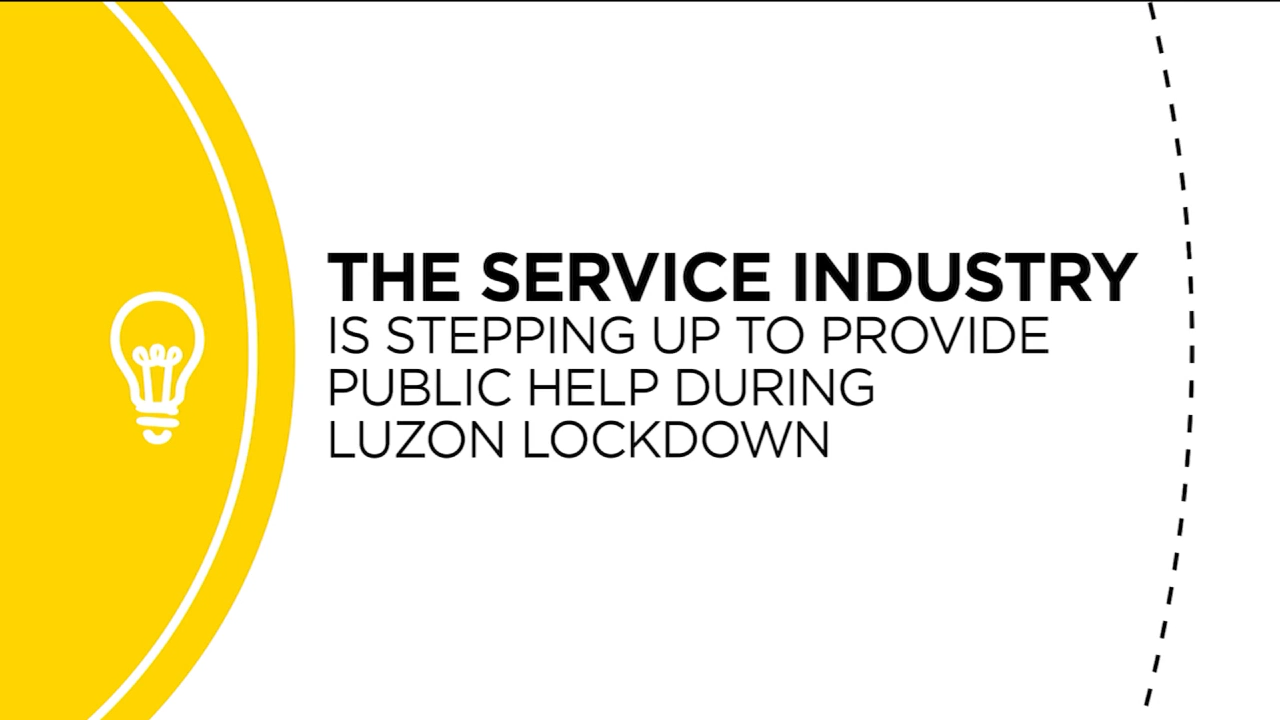 THE SERVICE INDUSTRY
IS STEPPING UP TO PROVIDE
PUBLIC HELP DURING
LUZON LOCKDOWN